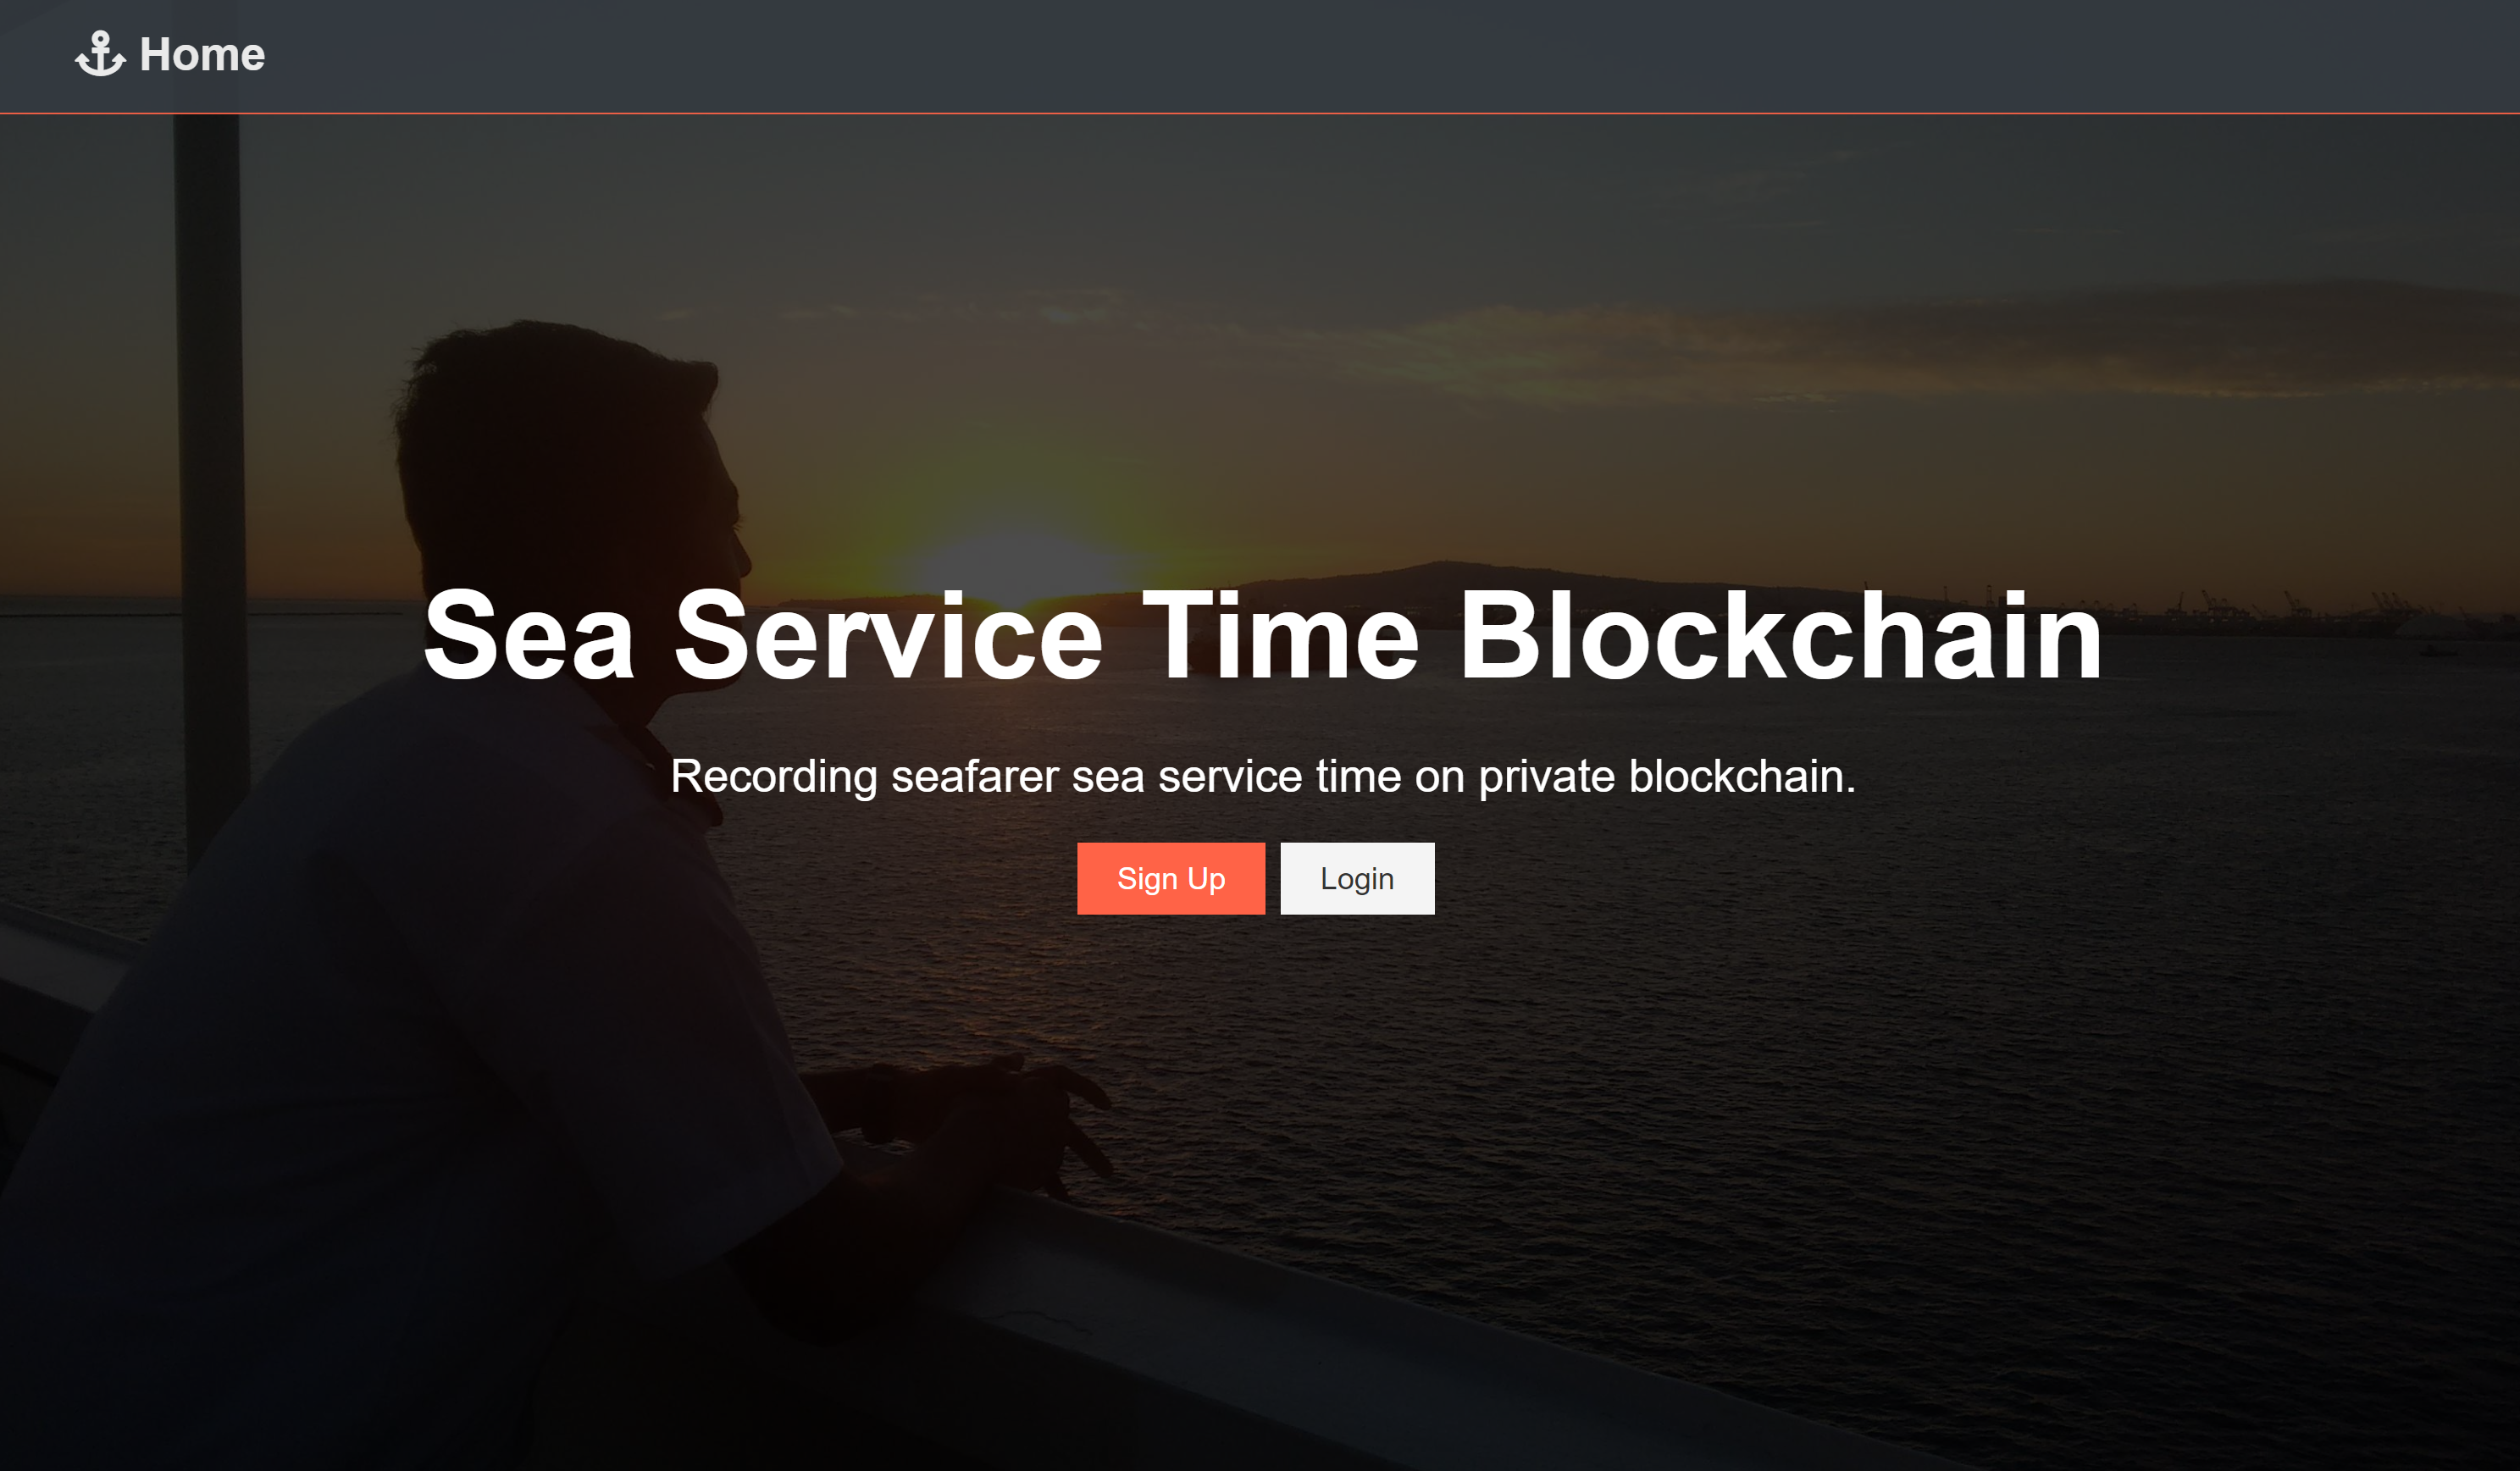 Home
Sea Service Time Blockchain
Recording seafarer sea service time on private blockchain.
Sign Up
Login